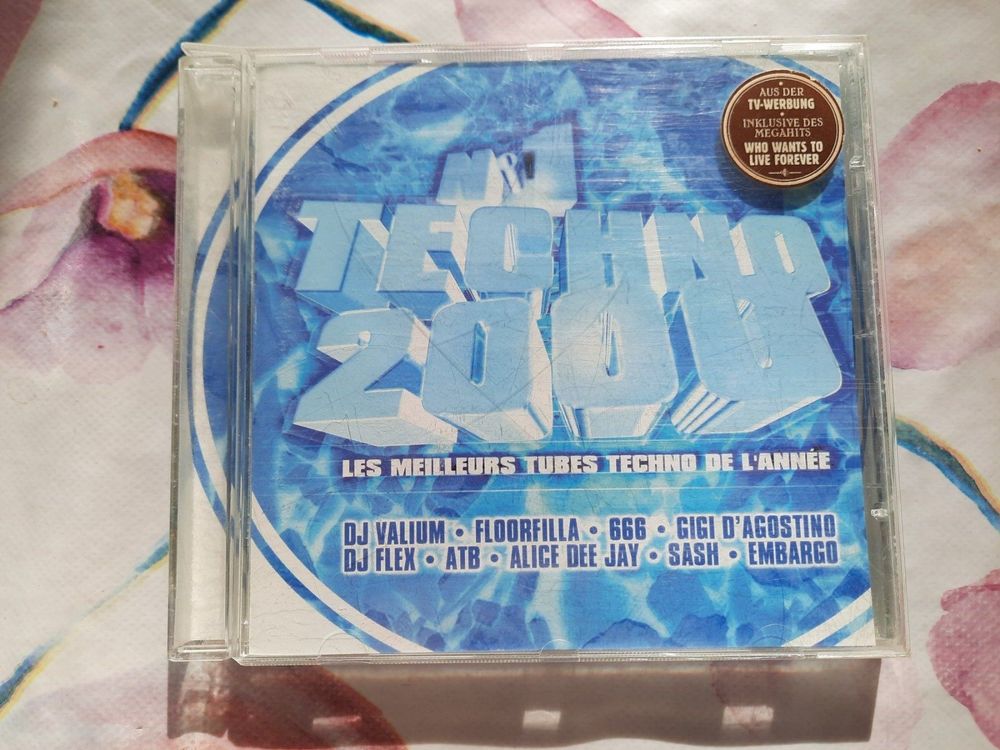 AUS DER
TV-WERBUNG
INKLUSIVE DES
MEGAHITS
WHO WANTS TO
LIVE FOREVER
N°1
TECHNO
2000
LES MEILLEURS TUBES TECHNO DE L'ANNÉE
DJ VALIUM • FLOORFILLA • 666 • GIGI D'AGOSTINO
DJ FLEX • ATB • ALICE DEE JAY • SASH • EMBARGO